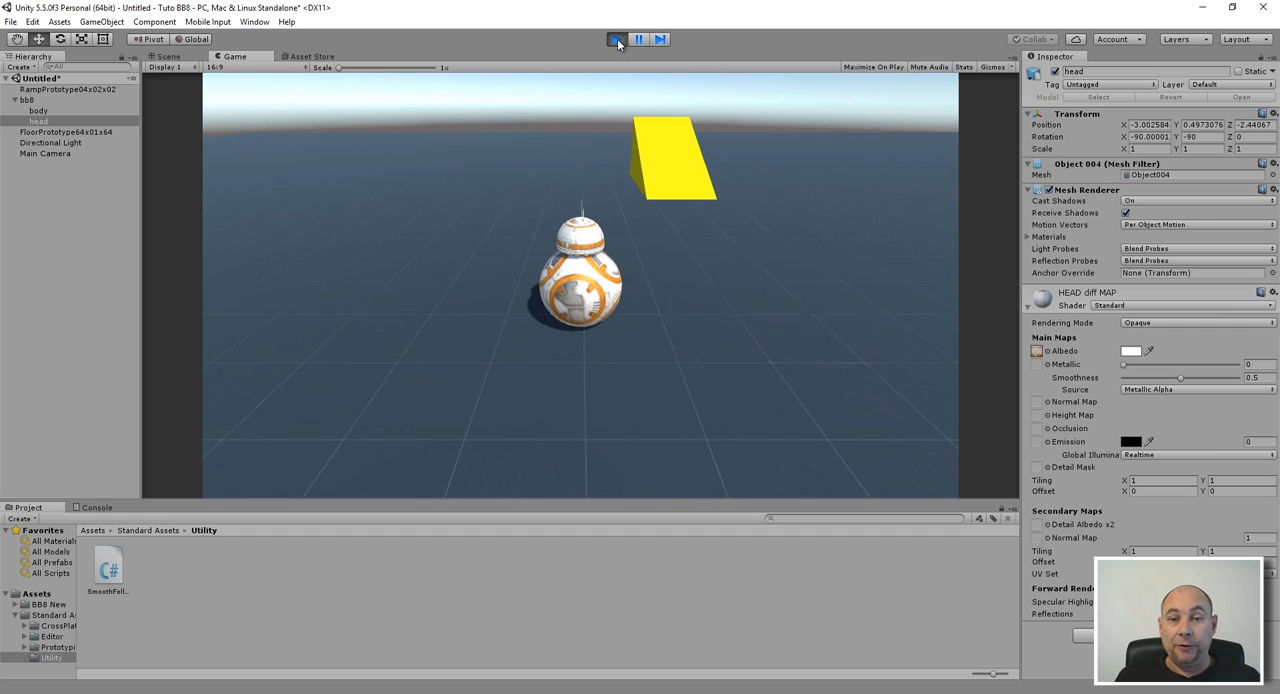 Unity 5.5.0f3 Personal (64bit) - Untitled - Tuto BB8 - PC, Mac & Linux Standalone* <DX11>
File Edit Assets GameObject Component Mobile Input Window Help
Pivot Global Collab Account Layers Layout
Hierarchy Scene Game Asset Store Inspector
Create All Display 1 16:9 Scale 1x Maximize On Play Mute Audio Stats Gizmos
head Static
Untitled*
Tag Untagged Layer Default
RampPrototype04x02x02
Model Select Revert Open
bb8
body
head
FloorPrototype64x01x64
Directional Light
Main Camera
Transform
Position X -3.002584 Y 0.4973076 Z -2.44067
Rotation X -90.00001 Y -90 Z 0
Scale X 1 Y 1 Z 1
Object 004 (Mesh Filter)
Mesh Object004
Mesh Renderer
Cast Shadows On
Receive Shadows
Motion Vectors Per Object Motion
Materials
Light Probes Blend Probes
Reflection Probes Blend Probes
Anchor Override None (Transform)
HEAD diff MAP
Shader Standard
Rendering Mode Opaque
Main Maps
Albedo
Metallic 0
Smoothness 0.5
Source Metallic Alpha
Normal Map
Height Map
Occlusion
Emission 0
Global Illumina Realtime
Detail Mask
Tiling X 1 Y 1
Offset X 0 Y 0
Secondary Maps
Detail Albedo x2
Normal Map 1
Tiling X 1 Y 1
Offset
UV Set
Forward Rend
Specular Highlig
Reflections
Project Console
Create
Favorites
All Materials
All Models
All Prefabs
All Scripts
Assets
BB8 New
Standard As
CrossPlat
Editor
Prototypi
Utility
Assets Standard Assets Utility
C#
SmoothFoll...